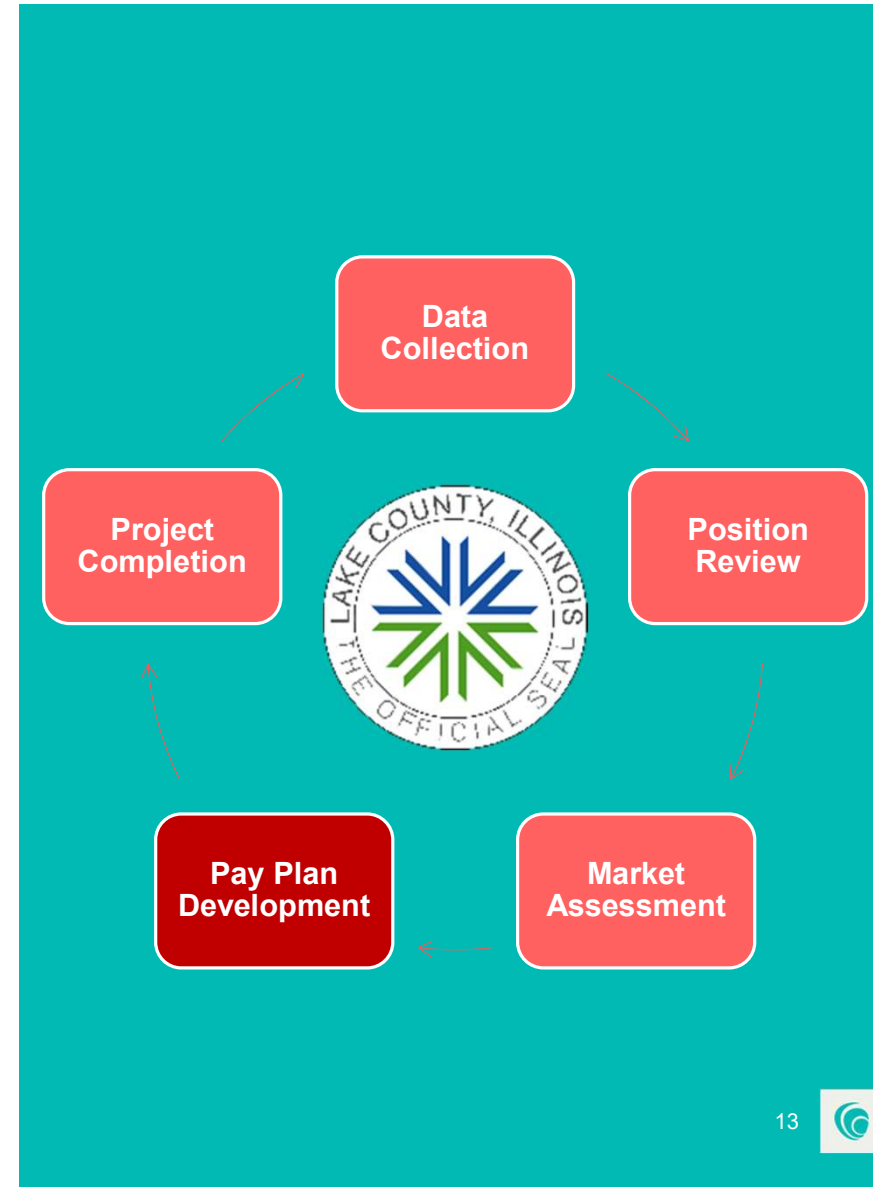 Data
Collection
Position
Review
Market
Assessment
Pay Plan
Development
Project
Completion
LAKE COUNTY, ILLINOIS
THE OFFICIAL SEAL
13